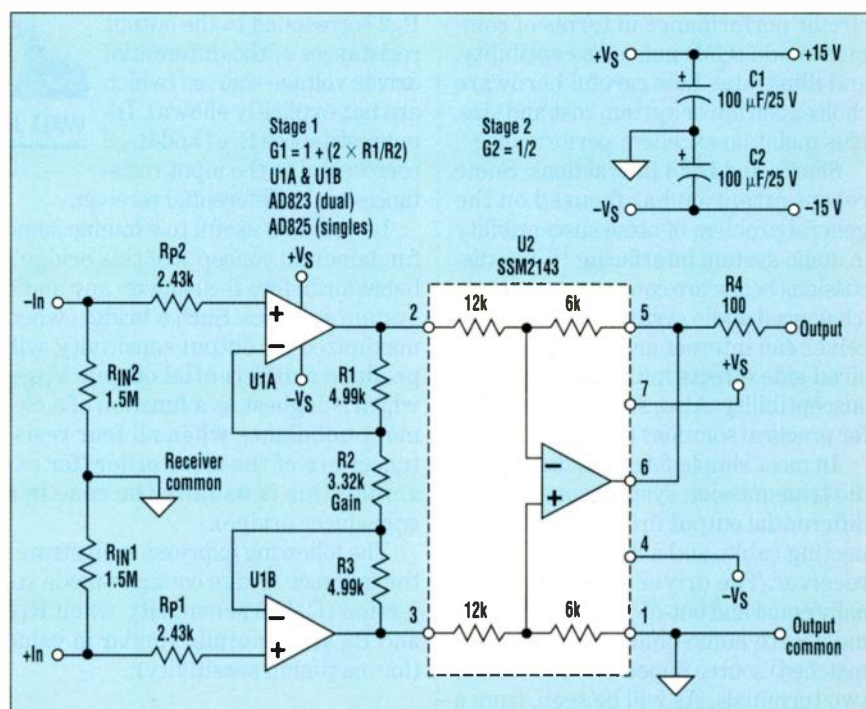 +Vs
+15 V
C1
100 µF/25 V
C2
100 µF/25 V
−Vs
−15 V
Stage 1
G1 = 1 + (2 × R1/R2)
U1A & U1B
AD823 (dual)
AD825 (singles)
Stage 2
G2 = 1/2
U2
SSM2143
−In
RP2
2.43k
+Vs
+
−
U1A
−Vs
2
12k
6k
5
R4
100
Output
7
+Vs
RIN2
1.5M
R1
4.99k
Receiver
common
R2
3.32k
Gain
−
+
6
4
−Vs
RIN1
1.5M
R3
4.99k
U1B
−
+
+In
RP1
2.43k
3
12k
6k
Output
common